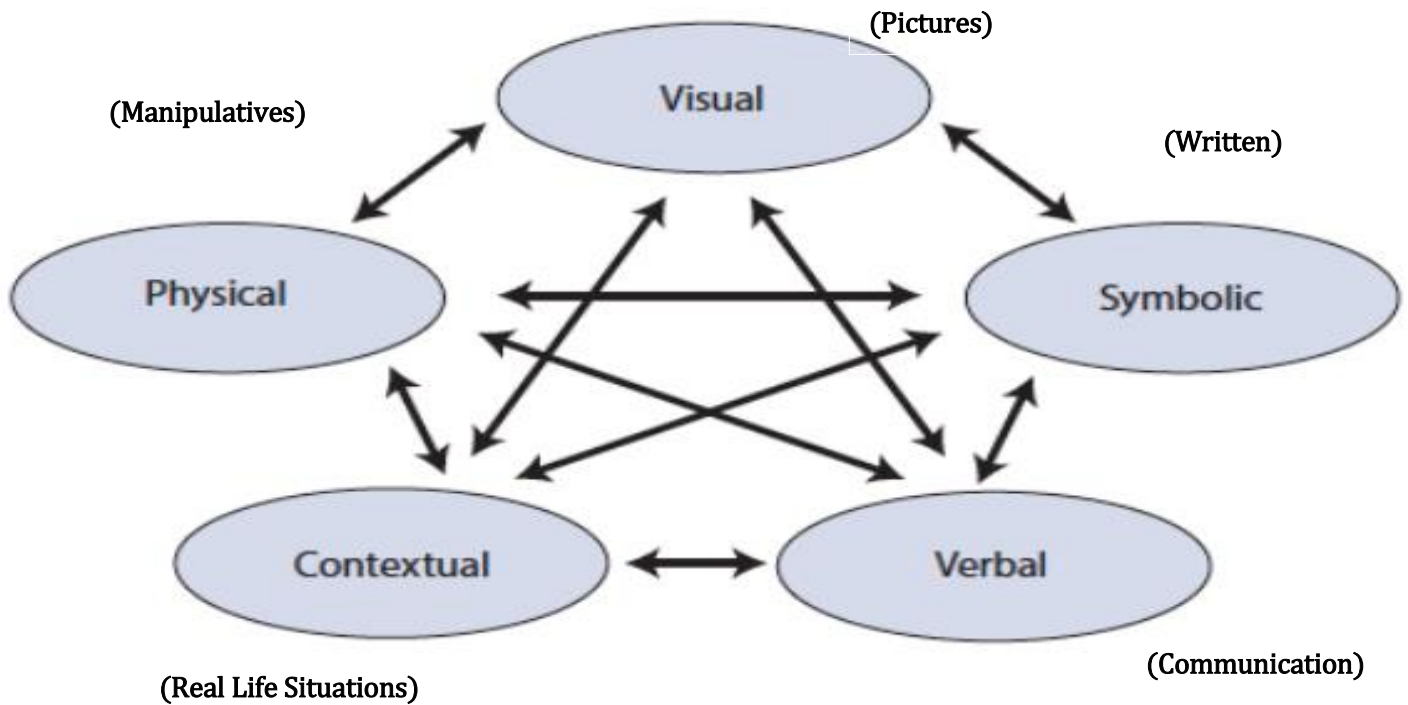 (Pictures)
Visual
(Manipulatives)
(Written)
Physical
Symbolic
Contextual
Verbal
(Communication)
(Real Life Situations)